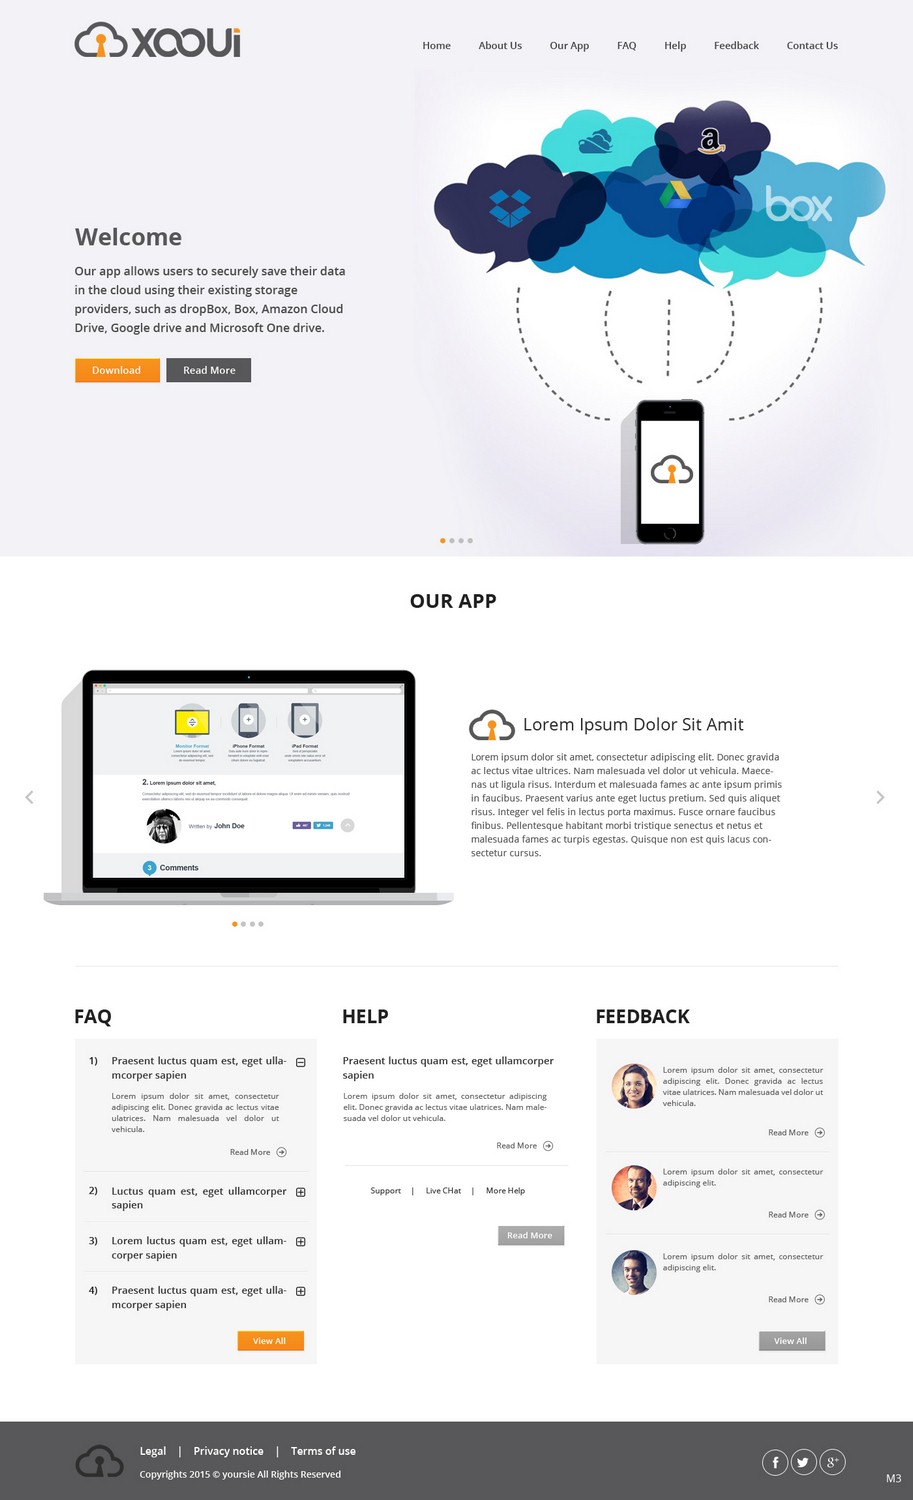 xooui
Home About Us Our App FAQ Help Feedback Contact Us
a
box
Welcome
Our app allows users to securely save their data
in the cloud using their existing storage
providers, such as dropBox, Box, Amazon Cloud
Drive, Google drive and Microsoft One drive.
Download Read More
OUR APP
Monitor Format iPhone Format iPad Format
2. Lorem ipsum dolor sit amet,
Written by John Doe
3 Comments
Lorem Ipsum Dolor Sit Amit
Lorem ipsum dolor sit amet, consectetur adipiscing elit. Donec gravida
ac lectus vitae ultrices. Nam malesuada vel dolor ut vehicula. Maece-
nas ut ligula risus. Interdum et malesuada fames ac ante ipsum primis
in faucibus. Praesent varius ante eget luctus pretium. Sed quis aliquet
risus. Integer vel felis in lectus porta maximus. Fusce ornare faucibus
finibus. Pellentesque habitant morbi tristique senectus et netus et
malesuada fames ac turpis egestas. Quisque non est quis lacus con-
sectetur cursus.
FAQ
1) Praesent luctus quam est, eget ulla-
mcorper sapien
Lorem ipsum dolor sit amet, consectetur
adipiscing elit. Donec gravida ac lectus vitae
ulatrices. Nam malesuada vel dolor ut
vehicula.
Read More
2) Luctus quam est, eget ullamcorper
sapien
3) Lorem luctus quam est, eget ullam-
corper sapien
4) Praesent luctus quam est, eget ulla-
mcorper sapien
View All
HELP
Praesent luctus quam est, eget ullamcorper
sapien
Lorem ipsum dolor sit amet, consectetur adipiscing
elit. Donec gravida ac lectus vitae ulatrices. Nam male-
suada vel dolor ut vehicula.
Read More
Support | Live CHat | More Help
Read More
FEEDBACK
Lorem ipsum dolor sit amet, consectetur
adipiscing elit. Donec gravida ac lectus
vitae ulatrices. Nam malesuada vel dolor ut
vehicula.
Read More
Lorem ipsum dolor sit amet, consectetur
adipiscing elit.
Read More
Lorem ipsum dolor sit amet, consectetur
adipiscing elit.
Read More
View All
Legal | Privacy notice | Terms of use
Copyrights 2015 © yoursie All Rights Reserved
f g+
M3